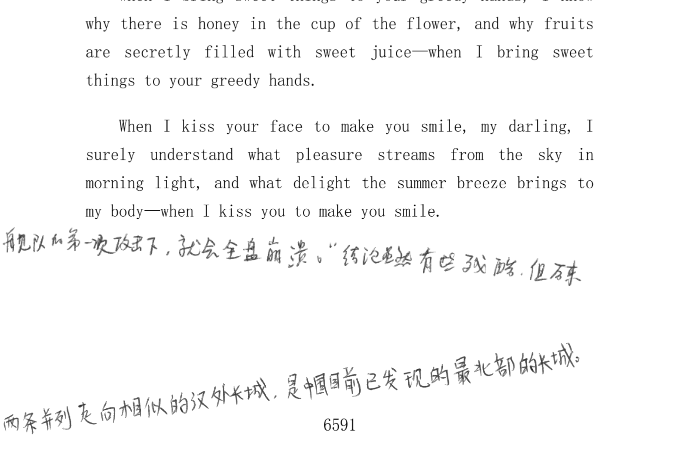 why there is honey in the cup of the flower, and why fruits
are secretly filled with sweet juice—when I bring sweet
things to your greedy hands.
When I kiss your face to make you smile, my darling, I
surely understand what pleasure streams from the sky in
morning light, and what delight the summer breeze brings to
my body—when I kiss you to make you smile.
舰队在第一次攻击下，就会全盘崩溃。"结论虽然有些残酷，但
两条并列走向相似的汉外长城，是中国目前已发现的最北部的长城。
6591